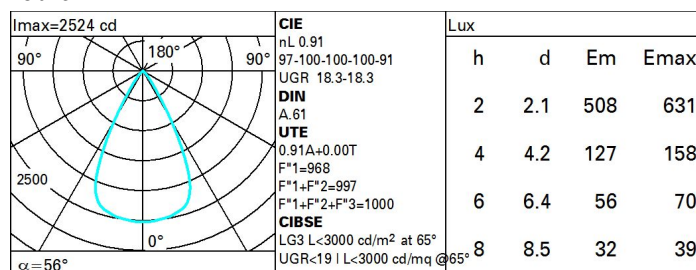 Imax=2524 cd
90°
180°
90°
2500
0°
α=56°
CIE
nL 0.91
97-100-100-100-91
UGR 18.3-18.3
DIN
A.61
UTE
0.91A+0.00T
F"1=968
F"1+F"2=997
F"1+F"2+F"3=1000
CIBSE
LG3 L<3000 cd/m² at 65°
UGR<19 | L<3000 cd/mq @65°
Lux
h d Em Emax
2 2.1 508 631
4 4.2 127 158
6 6.4 56 70
8 8.5 32 39